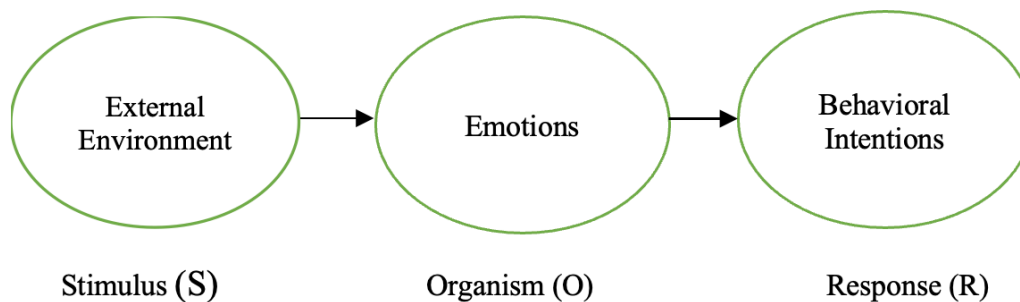 External
Environment
Emotions
Behavioral
Intentions
Stimulus (S)
Organism (O)
Response (R)